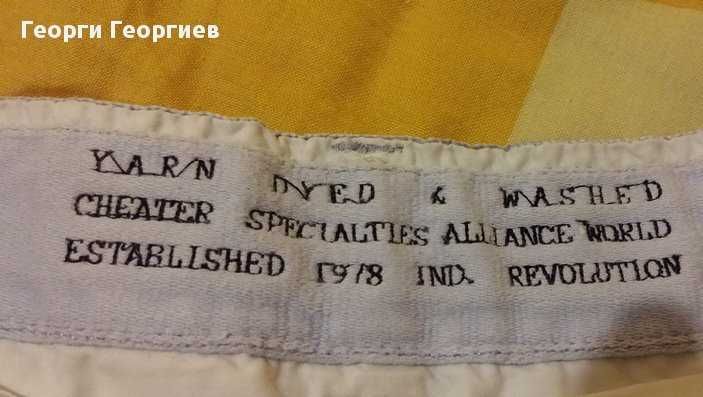 Георги Георгиев
YARN DYED & WASHED
CHEATER SPECIALTIES ALLIANCE WORLD
ESTABLISHED 1978 IND. REVOLUTION